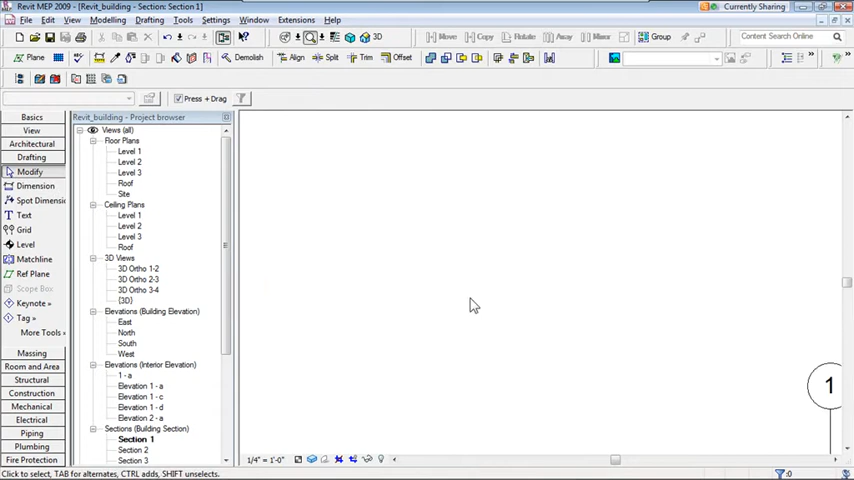 Revit MEP 2009 - [Revit_building - Section: Section 1]
Currently Sharing
File Edit View Modelling Drafting Tools Settings Window Extensions Help
3D Move Copy Rotate Away Mirror Group Content Search Online
Plane Demolish Align Split Trim Offset
Press + Drag
Basics
View
Architectural
Drafting
Modify
Dimension
Spot Dimensio
Text
Grid
Level
Matchline
Ref Plane
Scope Box
Keynote »
Tag »
More Tools »
Massing
Room and Area
Structural
Construction
Mechanical
Electrical
Piping
Plumbing
Fire Protection
Revit_building - Project browser
Views (all)
Floor Plans
Level 1
Level 2
Level 3
Roof
Site
Ceiling Plans
Level 1
Level 2
Level 3
Roof
3D Views
3D Ortho 1-2
3D Ortho 2-3
3D Ortho 3-4
{3D}
Elevations (Building Elevation)
East
North
South
West
Elevations (Interior Elevation)
1 - a
Elevation 1 - a
Elevation 1 - c
Elevation 1 - d
Elevation 2 - a
Sections (Building Section)
Section 1
Section 2
Section 3
1
1/4" = 1'-0"
Click to select, TAB for alternates, CTRL adds, SHIFT unselects.
:0